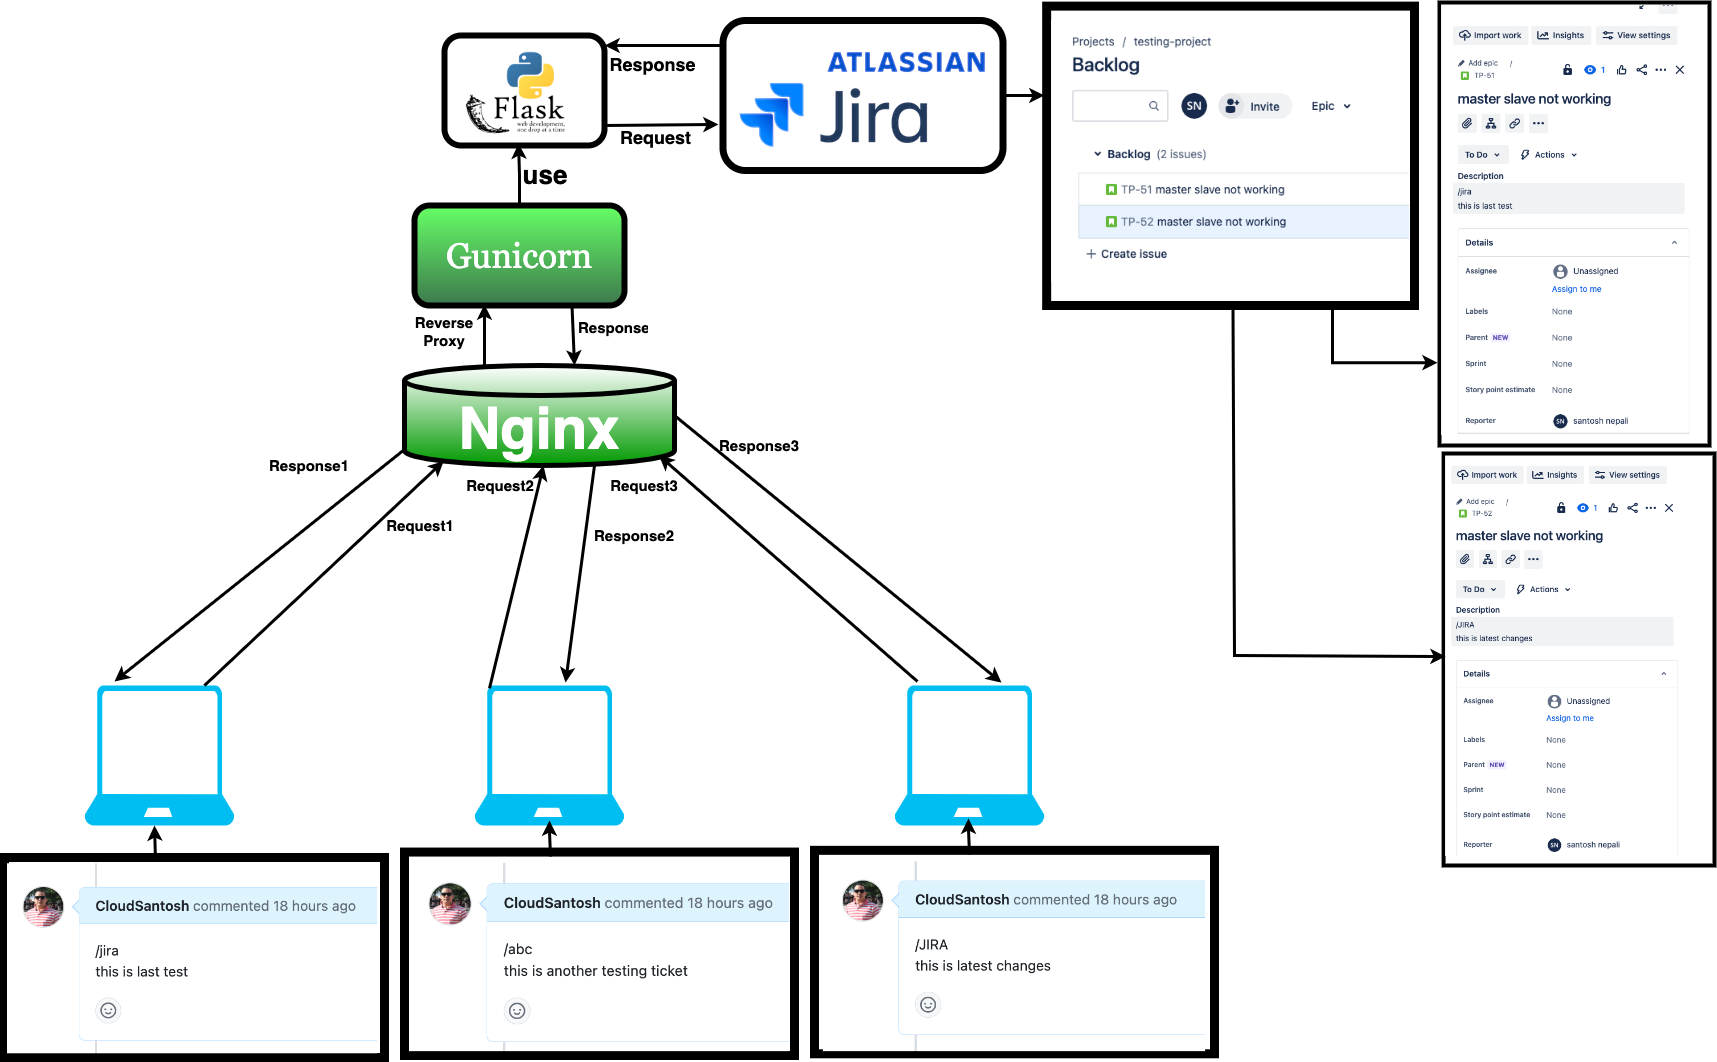 Flask
web development,
one drop at a time
Response
Request
ATLASSIAN
Jira
use
Gunicorn
Reverse
Proxy
Response
Nginx
Response1
Request1
Request2
Response2
Request3
Response3
Projects / testing-project
Backlog
SN
Invite
Epic
Backlog (2 issues)
TP-51 master slave not working
TP-52 master slave not working
+ Create issue
Import work Insights View settings
Add epic /
TP-51
1
master slave not working
To Do Actions
Description
/jira
this is last test
Details
Assignee Unassigned
Assign to me
Labels None
Parent NEW None
Sprint None
Story point estimate None
Reporter SN santosh nepali
Import work Insights View settings
Add epic /
TP-52
1
master slave not working
To Do Actions
Description
/JIRA
this is latest changes
Details
Assignee Unassigned
Assign to me
Labels None
Parent NEW None
Sprint None
Story point estimate None
Reporter SN santosh nepali
CloudSantosh commented 18 hours ago
/jira
this is last test
CloudSantosh commented 18 hours ago
/abc
this is another testing ticket
CloudSantosh commented 18 hours ago
/JIRA
this is latest changes